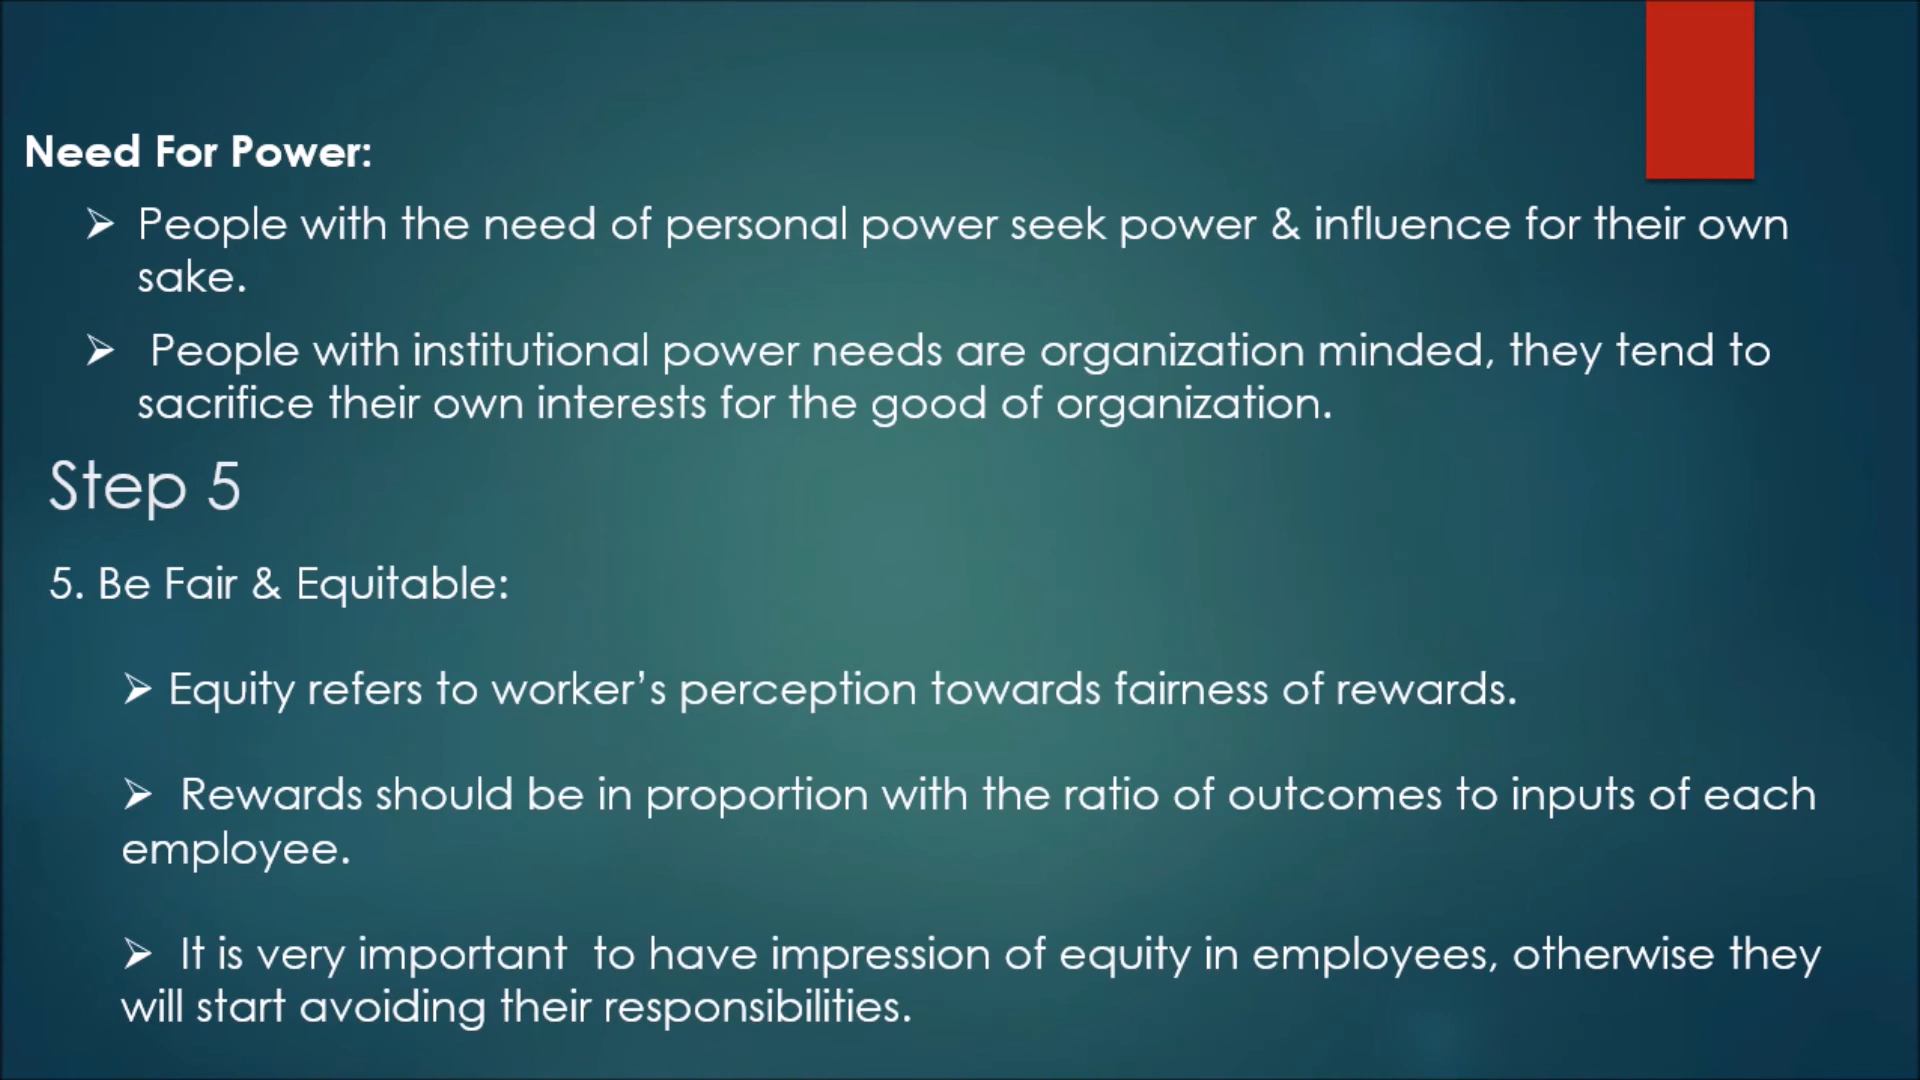 Need For Power:
➢ People with the need of personal power seek power & influence for their own
sake.
➢ People with institutional power needs are organization minded, they tend to
sacrifice their own interests for the good of organization.
Step 5
5. Be Fair & Equitable:
➢ Equity refers to worker’s perception towards fairness of rewards.
➢ Rewards should be in proportion with the ratio of outcomes to inputs of each
employee.
➢ It is very important to have impression of equity in employees, otherwise they
will start avoiding their responsibilities.